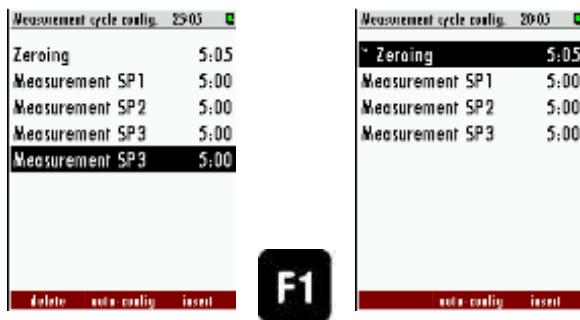 Measurement cycle config. 25:05
Zeroing 5:05
Measurement SP1 5:00
Measurement SP2 5:00
Measurement SP3 5:00
Measurement SP3 5:00
delete auto-config insert
F1
Measurement cycle config. 20:05
Zeroing 5:05
Measurement SP1 5:00
Measurement SP2 5:00
Measurement SP3 5:00
auto-config insert